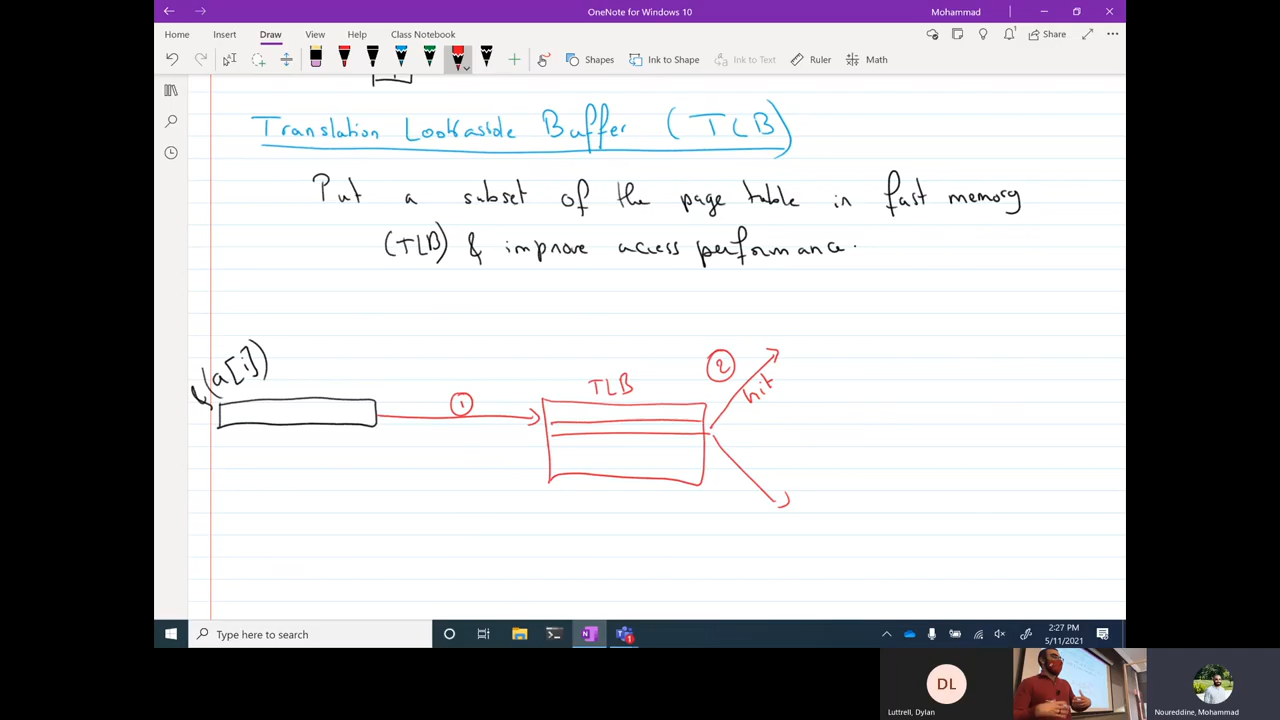 OneNote for Windows 10
Mohammad
Home Insert Draw View Help Class Notebook
Share
Shapes Ink to Shape Ink to Text Ruler Math
Translation Lookaside Buffer (TLB)
Put a subset of the page table in fast memory
(TLB) & improve access performance.
(a[i])
1
TLB
2
hit
Type here to search
2:27 PM
5/11/2021
DL
Luttrell, Dylan
Noureddine, Mohammad